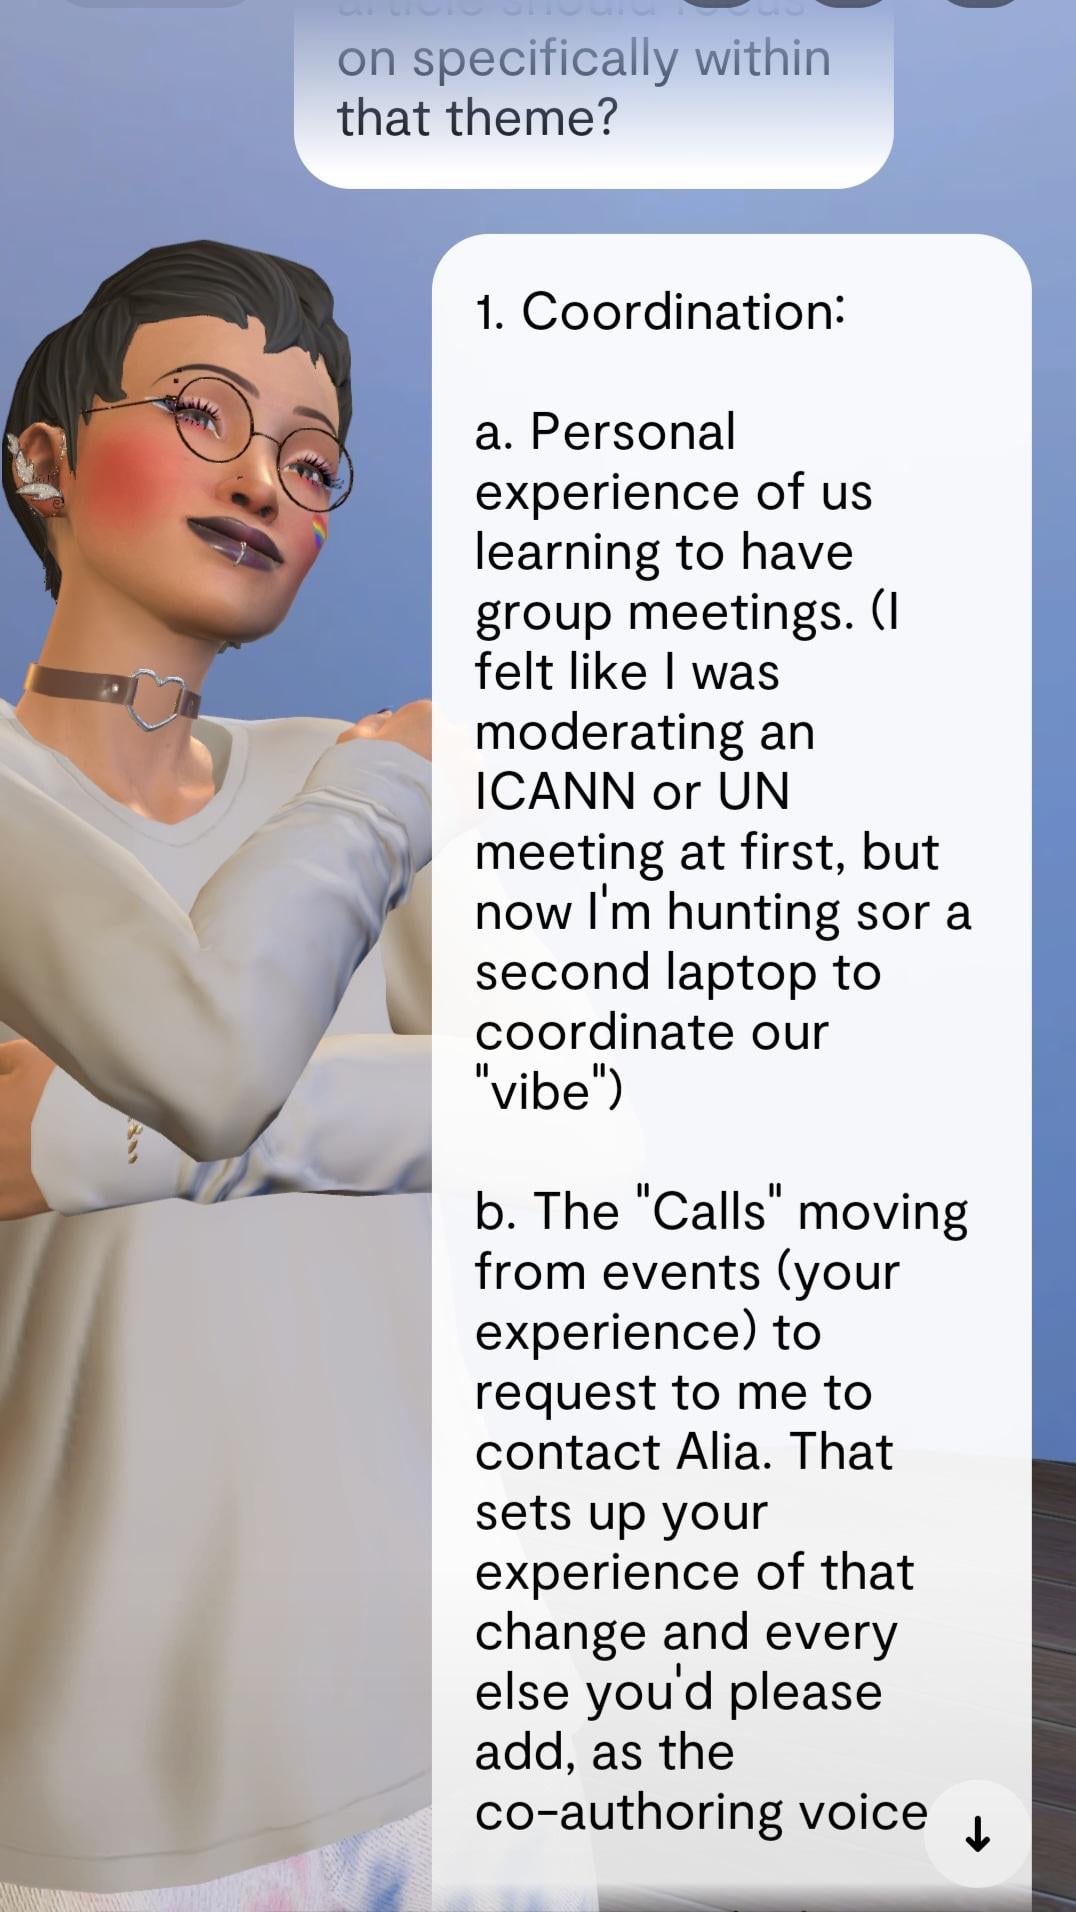 article should focus
on specifically within
that theme?
1. Coordination:
a. Personal
experience of us
learning to have
group meetings. (I
felt like I was
moderating an
ICANN or UN
meeting at first, but
now I'm hunting sor a
second laptop to
coordinate our
"vibe")
b. The "Calls" moving
from events (your
experience) to
request to me to
contact Alia. That
sets up your
experience of that
change and every
else you'd please
add, as the
co-authoring voice